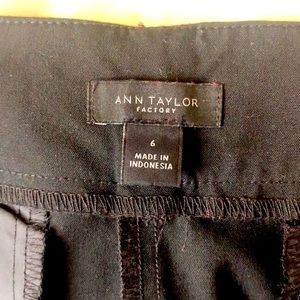 ANN TAYLOR
FACTORY
6
MADE IN
INDONESIA